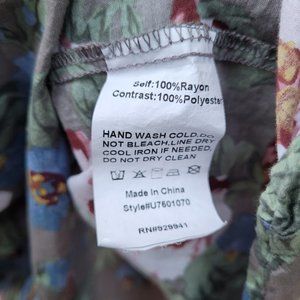 Self:100%Rayon
Contrast:100%Polyester
HAND WASH COLD,DO
NOT BLEACH,LINE DRY
COOL IRON IF NEEDED,
DO NOT DRY CLEAN
Made In China
Style#U7601070
RN#929941